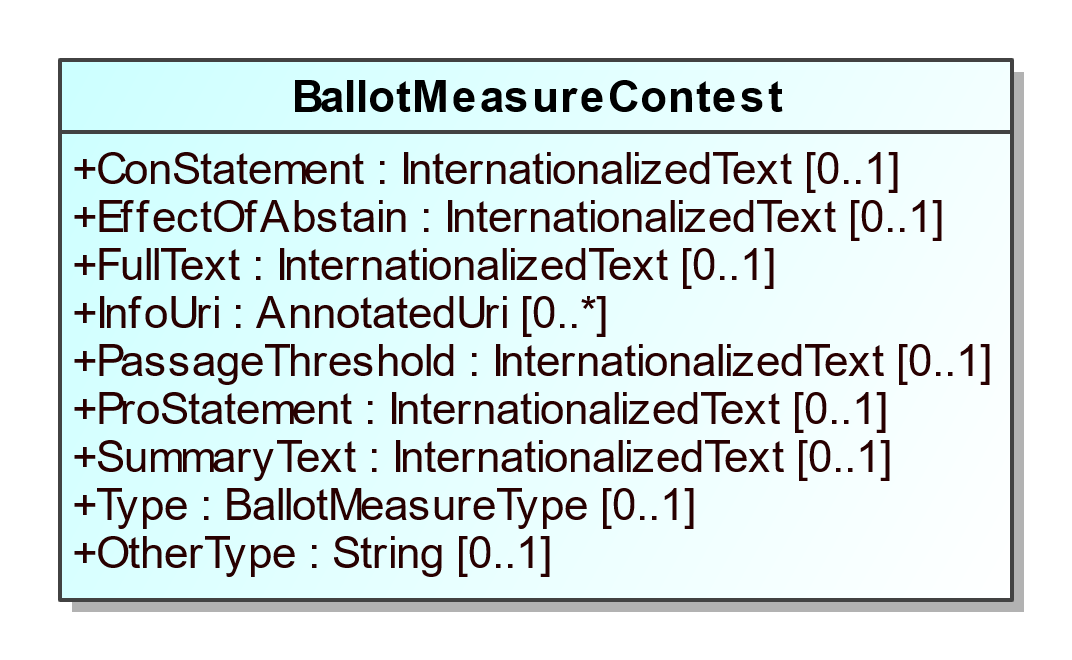 BallotMeasureContest
+ConStatement : InternationalizedText [0..1]
+EffectOfAbstain : InternationalizedText [0..1]
+FullText : InternationalizedText [0..1]
+InfoUri : AnnotatedUri [0..*]
+PassageThreshold : InternationalizedText [0..1]
+ProStatement : InternationalizedText [0..1]
+SummaryText : InternationalizedText [0..1]
+Type : BallotMeasureType [0..1]
+OtherType : String [0..1]